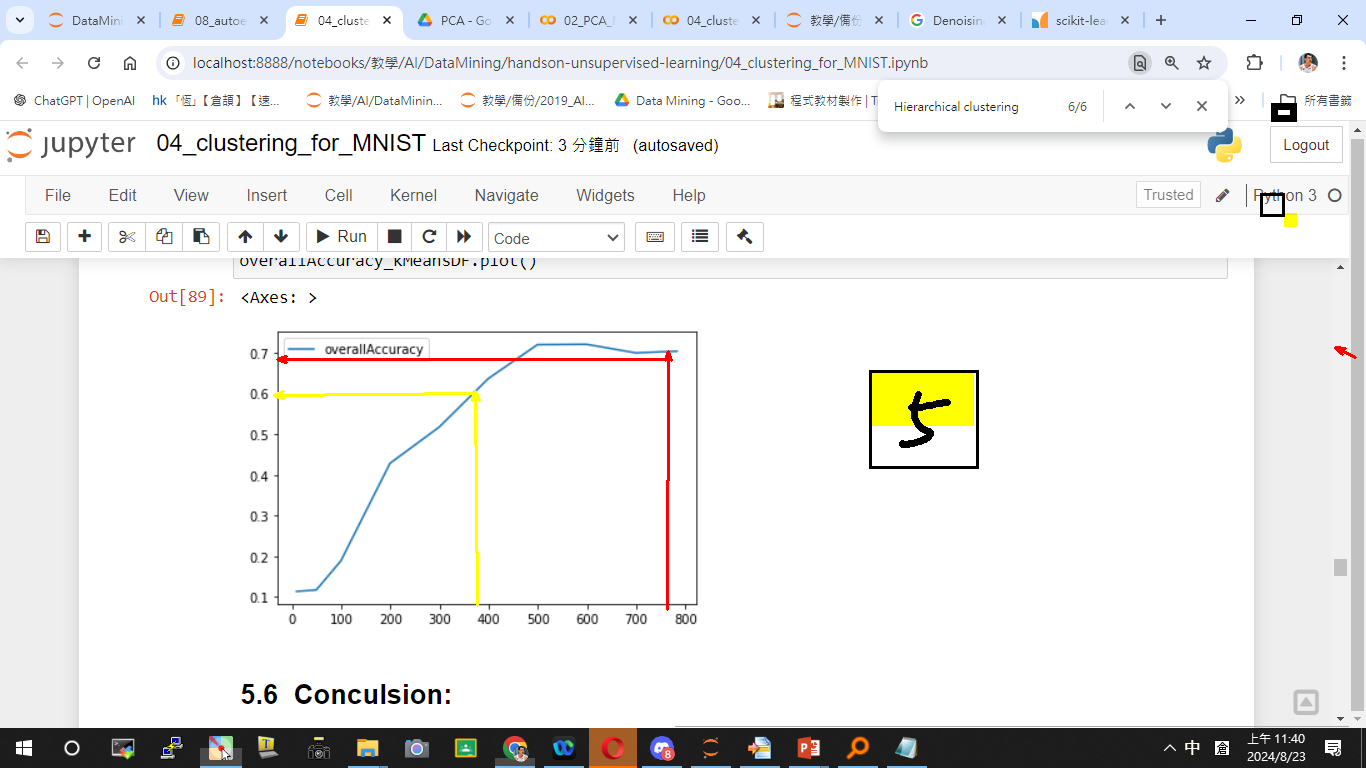 DataMini
08_autoe
04_cluste
PCA - Go
02_PCA_
04_cluste
教學/備份
Denoising
scikit-lea
localhost:8888/notebooks/教學/AI/DataMining/handson-unsupervised-learning/04_clustering_for_MNIST.ipynb
ChatGPT | OpenAI
hk「恆」【倉頡】【速...
教學/AI/DataMinin...
教學/備份/2019_AI...
Data Mining - Goo...
程式教材製作 | T
所有書籤
Hierarchical clustering 6/6
jupyter 04_clustering_for_MNIST Last Checkpoint: 3 分鐘前 (autosaved)
Logout
File Edit View Insert Cell Kernel Navigate Widgets Help
Trusted
Python 3
Run
Code
overallAccuracy_kMeansDF.plot()
Out[89]: <Axes: >
overallAccuracy
0.7
0.6
0.5
0.4
0.3
0.2
0.1
0 100 200 300 400 500 600 700 800
5
5.6 Conculsion:
8
中
倉
上午 11:40
2024/8/23